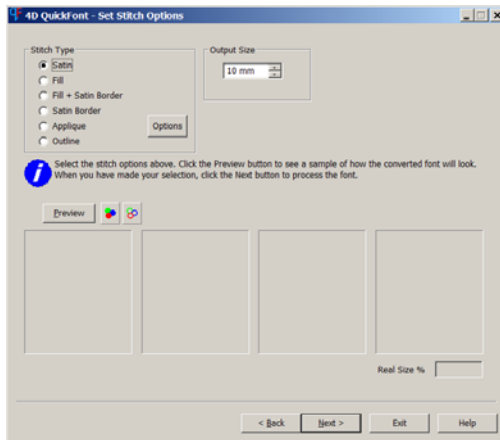 4D QuickFont - Set Stitch Options
Stitch Type
Satin
Fill
Fill + Satin Border
Satin Border
Applique
Outline
Options
Output Size
10 mm
Select the stitch options above. Click the Preview button to see a sample of how the converted font will look.
When you have made your selection, click the Next button to process the font.
Preview
Real Size %
< Back
Next >
Exit
Help